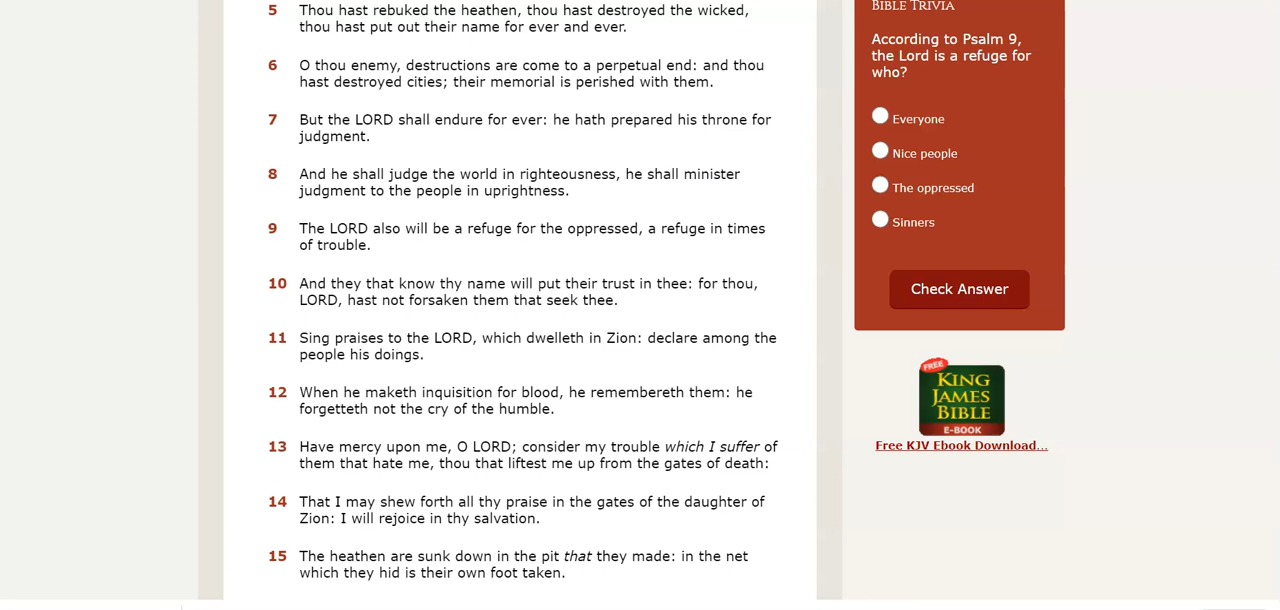 5 Thou hast rebuked the heathen, thou hast destroyed the wicked,
thou hast put out their name for ever and ever.
6 O thou enemy, destructions are come to a perpetual end: and thou
hast destroyed cities; their memorial is perished with them.
7 But the LORD shall endure for ever: he hath prepared his throne for
judgment.
8 And he shall judge the world in righteousness, he shall minister
judgment to the people in uprightness.
9 The LORD also will be a refuge for the oppressed, a refuge in times
of trouble.
10 And they that know thy name will put their trust in thee: for thou,
LORD, hast not forsaken them that seek thee.
11 Sing praises to the LORD, which dwelleth in Zion: declare among the
people his doings.
12 When he maketh inquisition for blood, he remembereth them: he
forgetteth not the cry of the humble.
13 Have mercy upon me, O LORD; consider my trouble which I suffer of
them that hate me, thou that liftest me up from the gates of death:
14 That I may shew forth all thy praise in the gates of the daughter of
Zion: I will rejoice in thy salvation.
15 The heathen are sunk down in the pit that they made: in the net
which they hid is their own foot taken.
BIBLE TRIVIA
According to Psalm 9,
the Lord is a refuge for
who?
Everyone
Nice people
The oppressed
Sinners
Check Answer
FREE
KING
JAMES
BIBLE
E-BOOK
Free KJV Ebook Download...